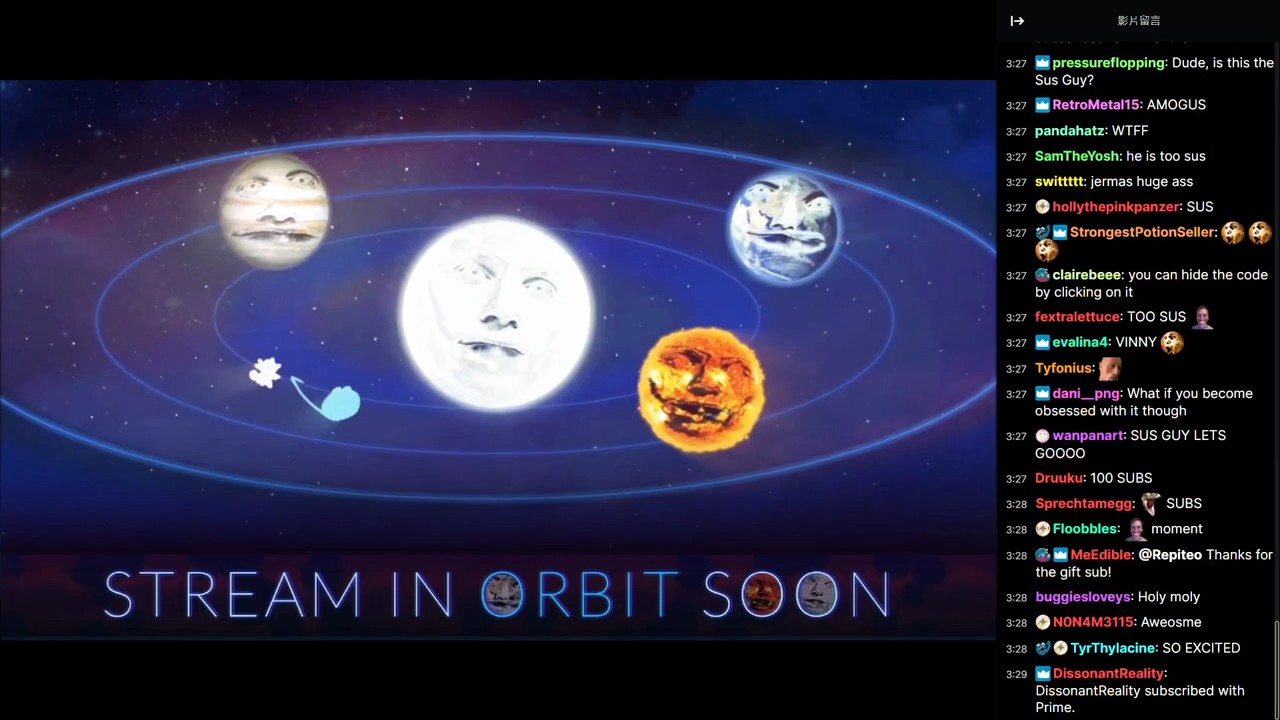 STREAM IN ORBIT SOON
影片留言
3:27 pressureflopping: Dude, is this the
Sus Guy?
3:27 RetroMetal15: AMOGUS
3:27 pandahatz: WTFF
3:27 SamTheYosh: he is too sus
3:27 swittttt: jermas huge ass
3:27 hollythepinkpanzer: SUS
3:27 StrongestPotionSeller:
3:27 clairebeee: you can hide the code
by clicking on it
3:27 fextralettuce: TOO SUS
3:27 evalina4: VINNY
3:27 Tyfonius:
3:27 dani__png: What if you become
obsessed with it though
3:27 wanpanart: SUS GUY LETS
GOOOO
3:27 Druuku: 100 SUBS
3:28 Sprechtamegg: SUBS
3:28 Floobbles: moment
3:28 MeEdible: @Repiteo Thanks for
the gift sub!
3:28 buggiesloveys: Holy moly
3:28 N0N4M3115: Aweosme
3:28 TyrThylacine: SO EXCITED
3:29 DissonantReality:
DissonantReality subscribed with
Prime.